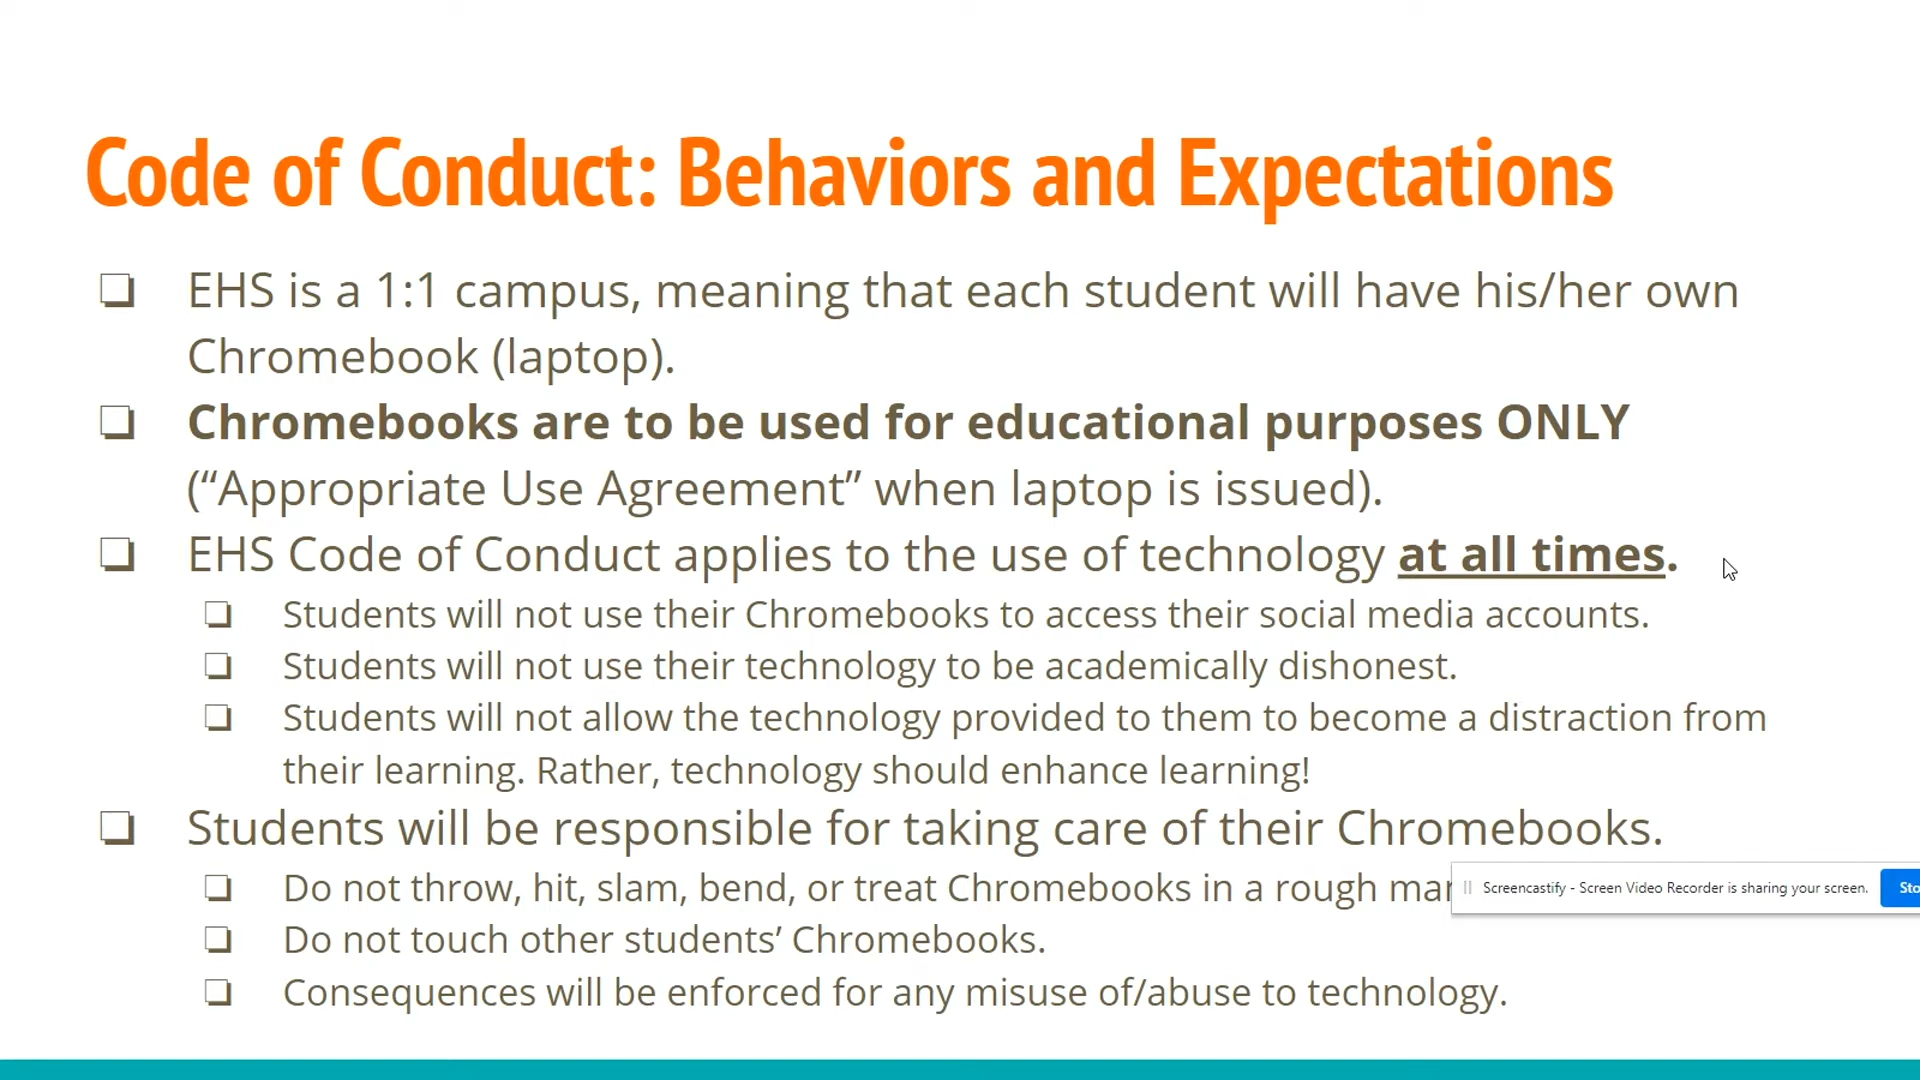 Code of Conduct: Behaviors and Expectations
EHS is a 1:1 campus, meaning that each student will have his/her own
Chromebook (laptop).
Chromebooks are to be used for educational purposes ONLY
(“Appropriate Use Agreement” when laptop is issued).
EHS Code of Conduct applies to the use of technology at all times.
Students will not use their Chromebooks to access their social media accounts.
Students will not use their technology to be academically dishonest.
Students will not allow the technology provided to them to become a distraction from
their learning. Rather, technology should enhance learning!
Students will be responsible for taking care of their Chromebooks.
Do not throw, hit, slam, bend, or treat Chromebooks in a rough
Screencastify - Screen Video Recorder is sharing your screen.
Do not touch other students’ Chromebooks.
Consequences will be enforced for any misuse of/abuse to technology.